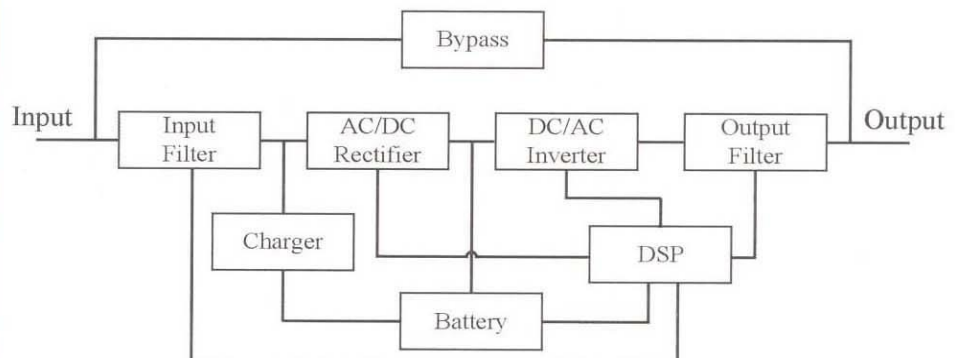 Bypass
Input
Input
Filter
AC/DC
Rectifier
DC/AC
Inverter
Output
Filter
Output
Charger
DSP
Battery